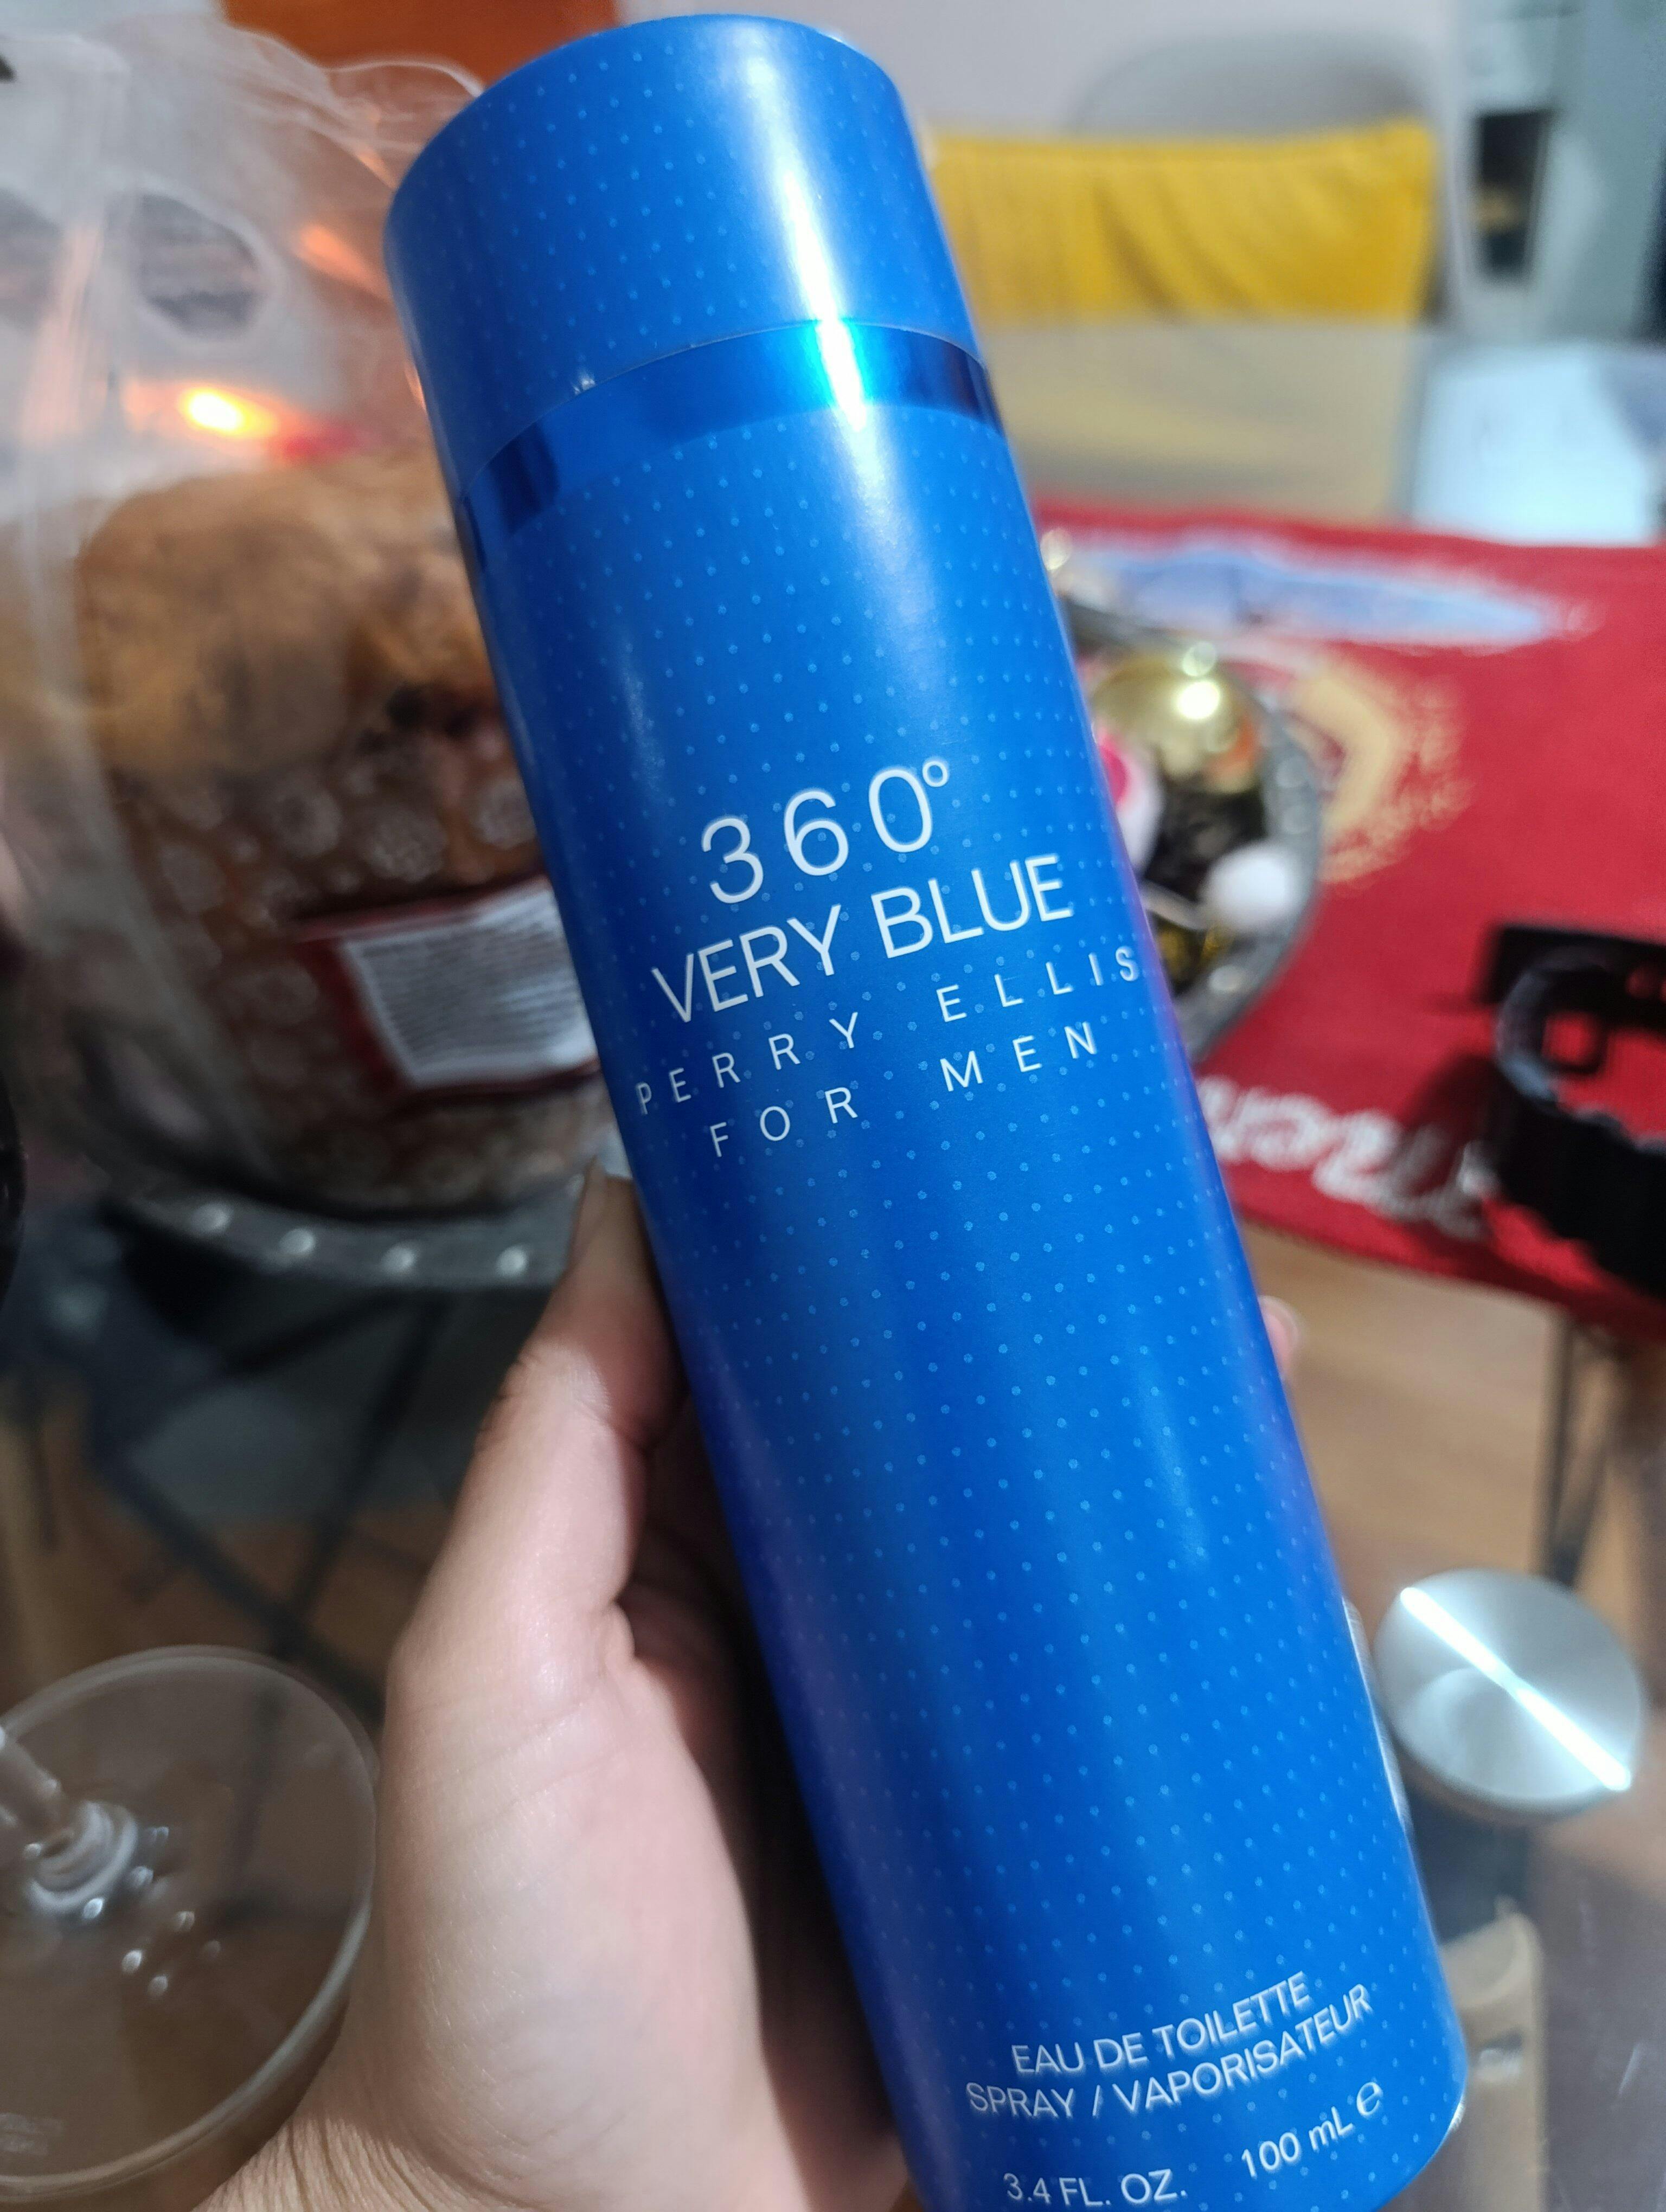 360°
VERY BLUE
PERRY ELLIS
FOR MEN
EAU DE TOILETTE
SPRAY / VAPORISATEUR
3.4 FL. OZ. 100 mL ℮